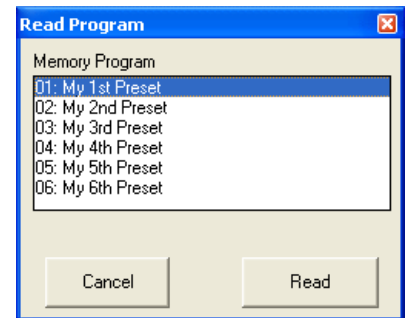 Read Program
Memory Program
01: My 1st Preset
02: My 2nd Preset
03: My 3rd Preset
04: My 4th Preset
05: My 5th Preset
06: My 6th Preset
Cancel Read